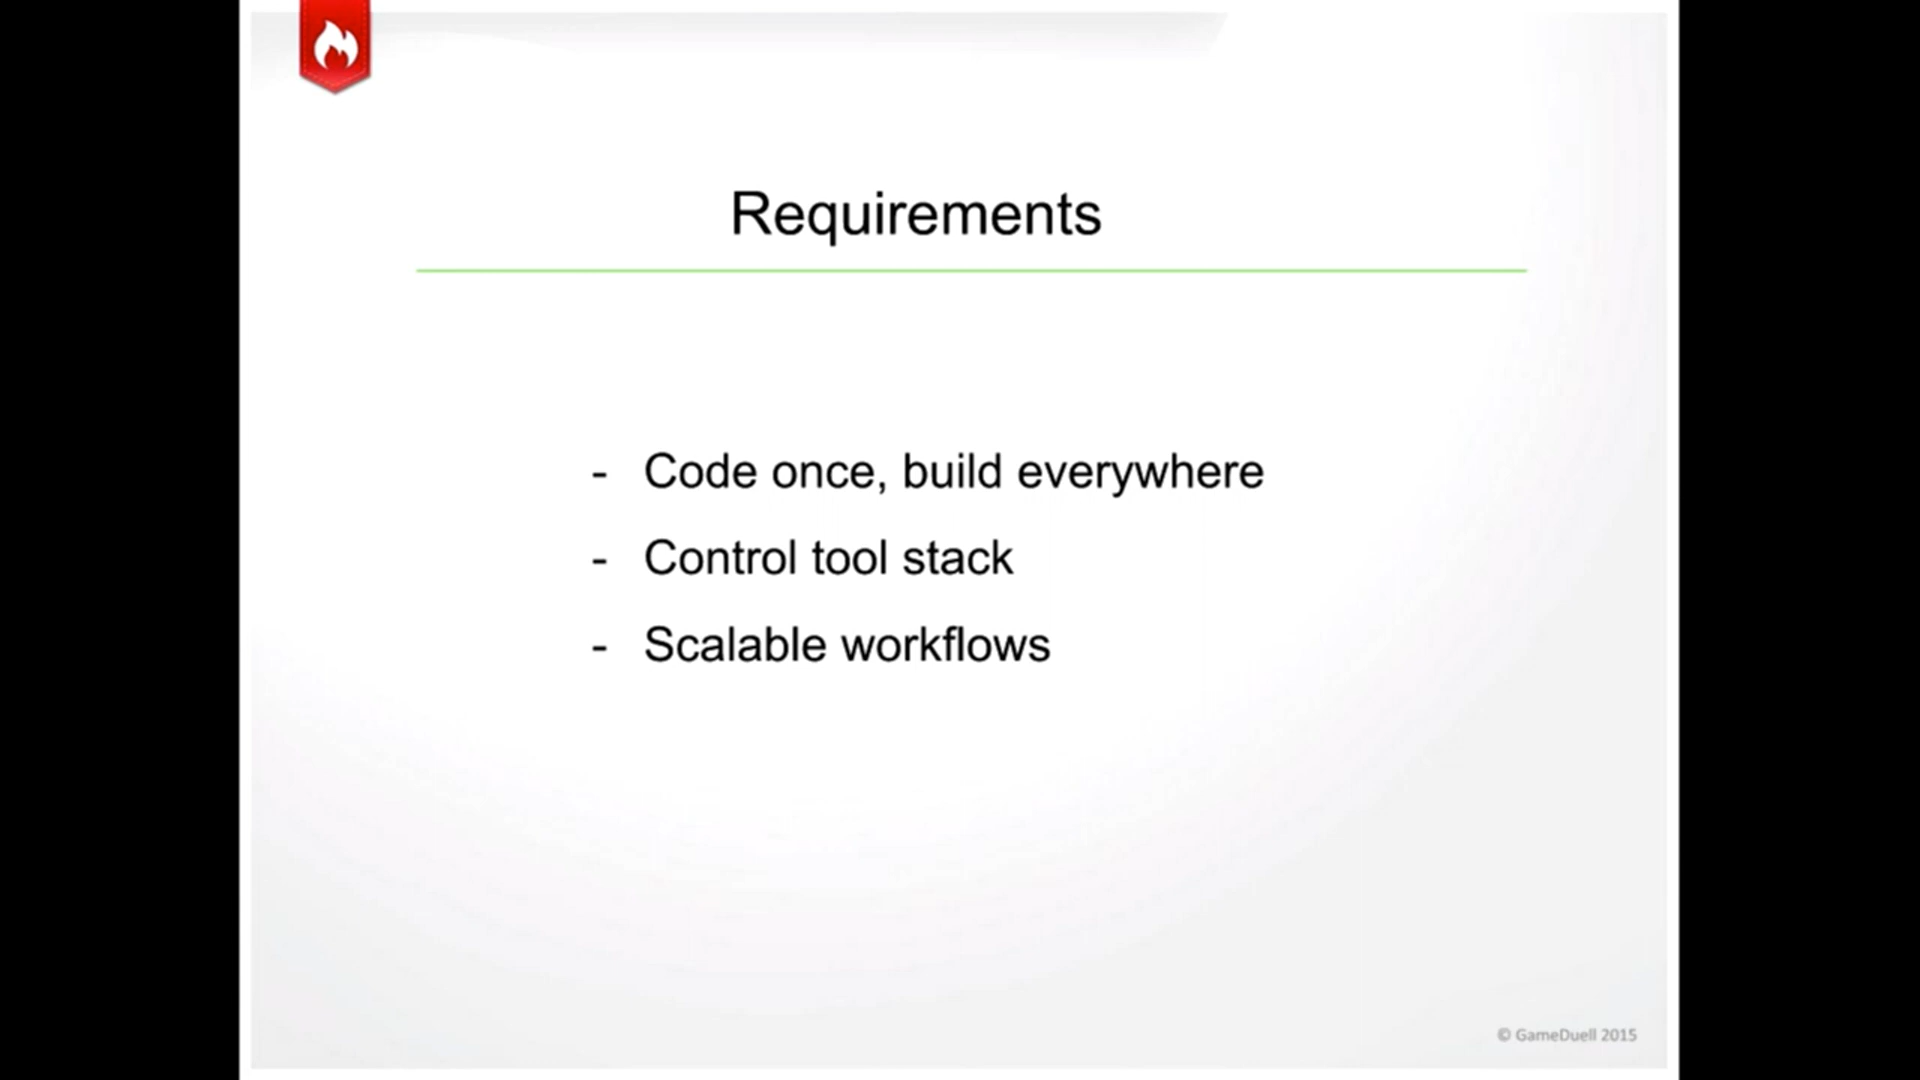 Requirements
- Code once, build everywhere
- Control tool stack
- Scalable workflows
© GameDuell 2015